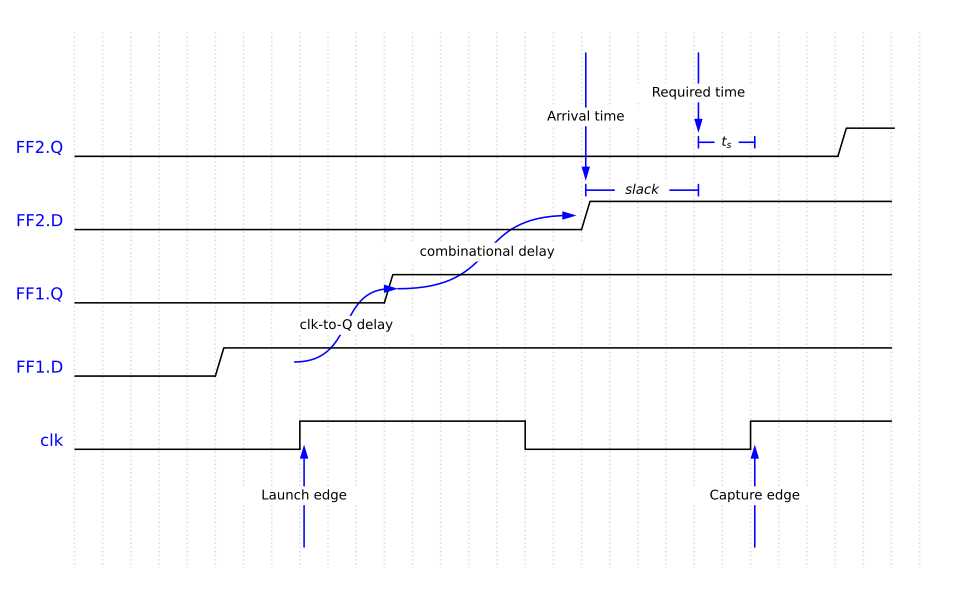 Required time
Arrival time
FF2.Q
ts
slack
FF2.D
combinational delay
FF1.Q
clk-to-Q delay
FF1.D
clk
Launch edge
Capture edge